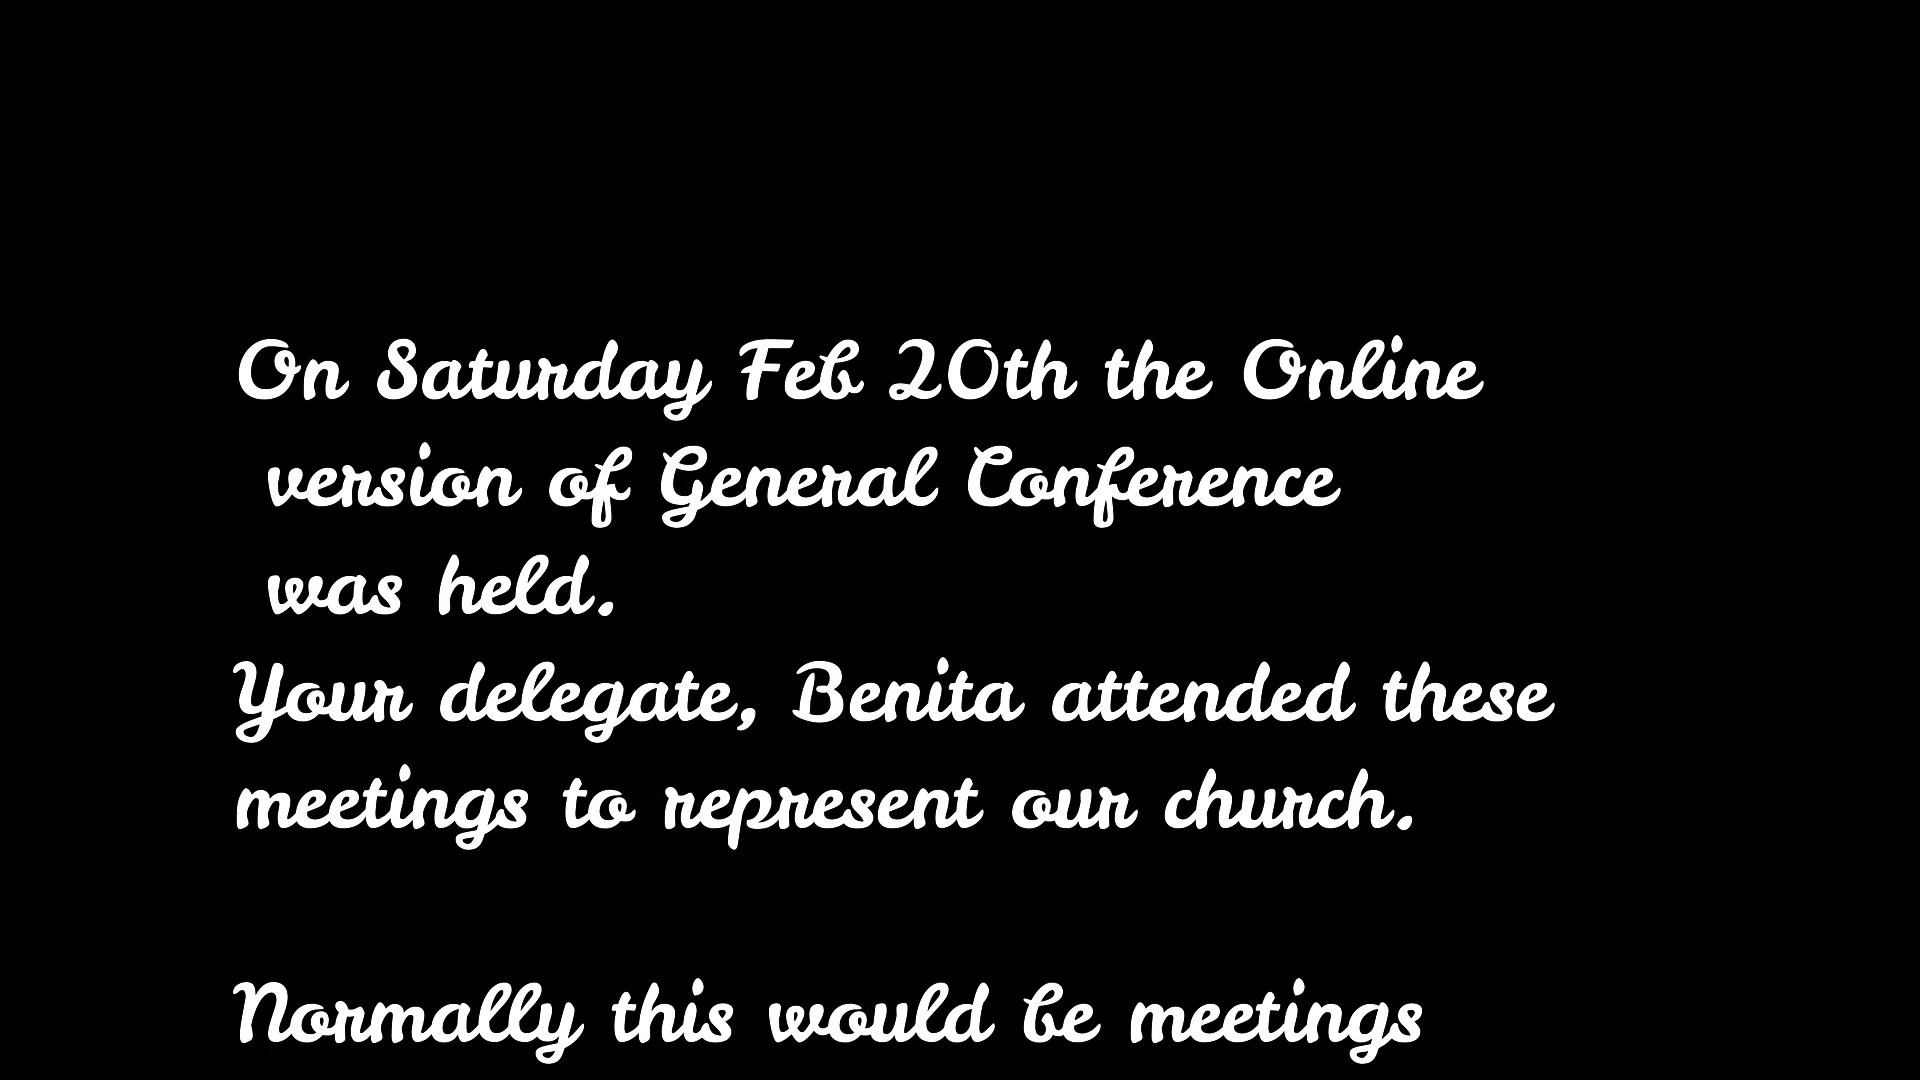 On Saturday Feb 20th the Online
version of General Conference
was held.
Your delegate, Benita attended these
meetings to represent our church.
Normally this would be meetings